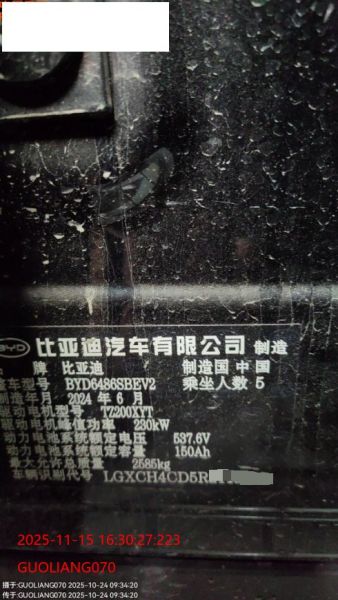 BYD 比亚迪汽车有限公司 制造
牌 比亚迪 制造国 中国
整车型号 BYD6486SBEV2 乘坐人数 5
制造年月 2024 年 6 月
驱动电机型号 TZ200XYT
驱动电机峰值功率 230kW
动力电池系统额定电压 537.6V
动力电池系统额定容量 150Ah
最大允许总质量 2585kg
车辆识别代号 LGXCH4CD5R
2025-11-15 16:30:27:223
GUOLIANG070
摄于:GUOLIANG070 2025-10-24 09:34:20
传于:GUOLIANG070 2025-10-24 09:34:20